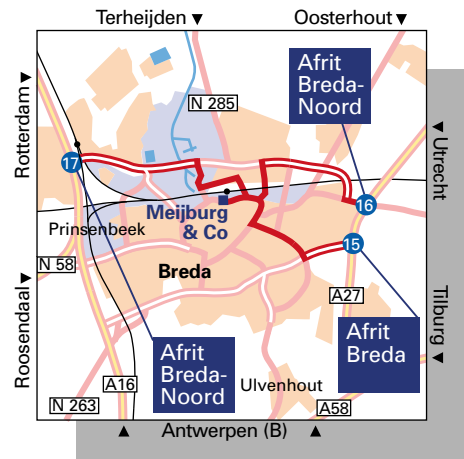 Terheijden
Oosterhout
Rotterdam
Afrit
Breda-
Noord
N 285
Utrecht
17
16
Meijburg
& Co
Prinsenbeek
15
N 58
Breda
A27
Roosendaal
Tilburg
Afrit
Breda
Afrit
Breda-
Noord
A16
Ulvenhout
N 263
A58
Antwerpen (B)